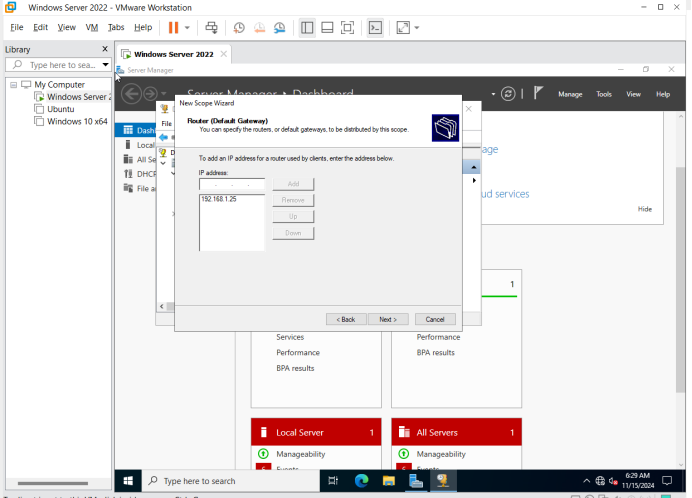 Windows Server 2022 - VMware Workstation
File Edit View VM Tabs Help
Library X
Type here to sea...
My Computer
Windows Server 2
Ubuntu
Windows 10 x64
Windows Server 2022
Server Manager
Server Manager Dashboard
Manage Tools View Help
Dash
Local
All Se
DHCP
File a
File
D
New Scope Wizard
Router (Default Gateway)
You can specify the routers, or default gateways, to be distributed by this scope.
To add an IP address for a router used by clients, enter the address below.
IP address:
Add
192.168.1.25
Remove
Up
Down
< Back Next > Cancel
age
ud services
Hide
1
Services
Performance
BPA results
Performance
BPA results
Local Server 1
Manageability
Events
All Servers 1
Manageability
Events
Type here to search
6:29 AM
11/15/2024